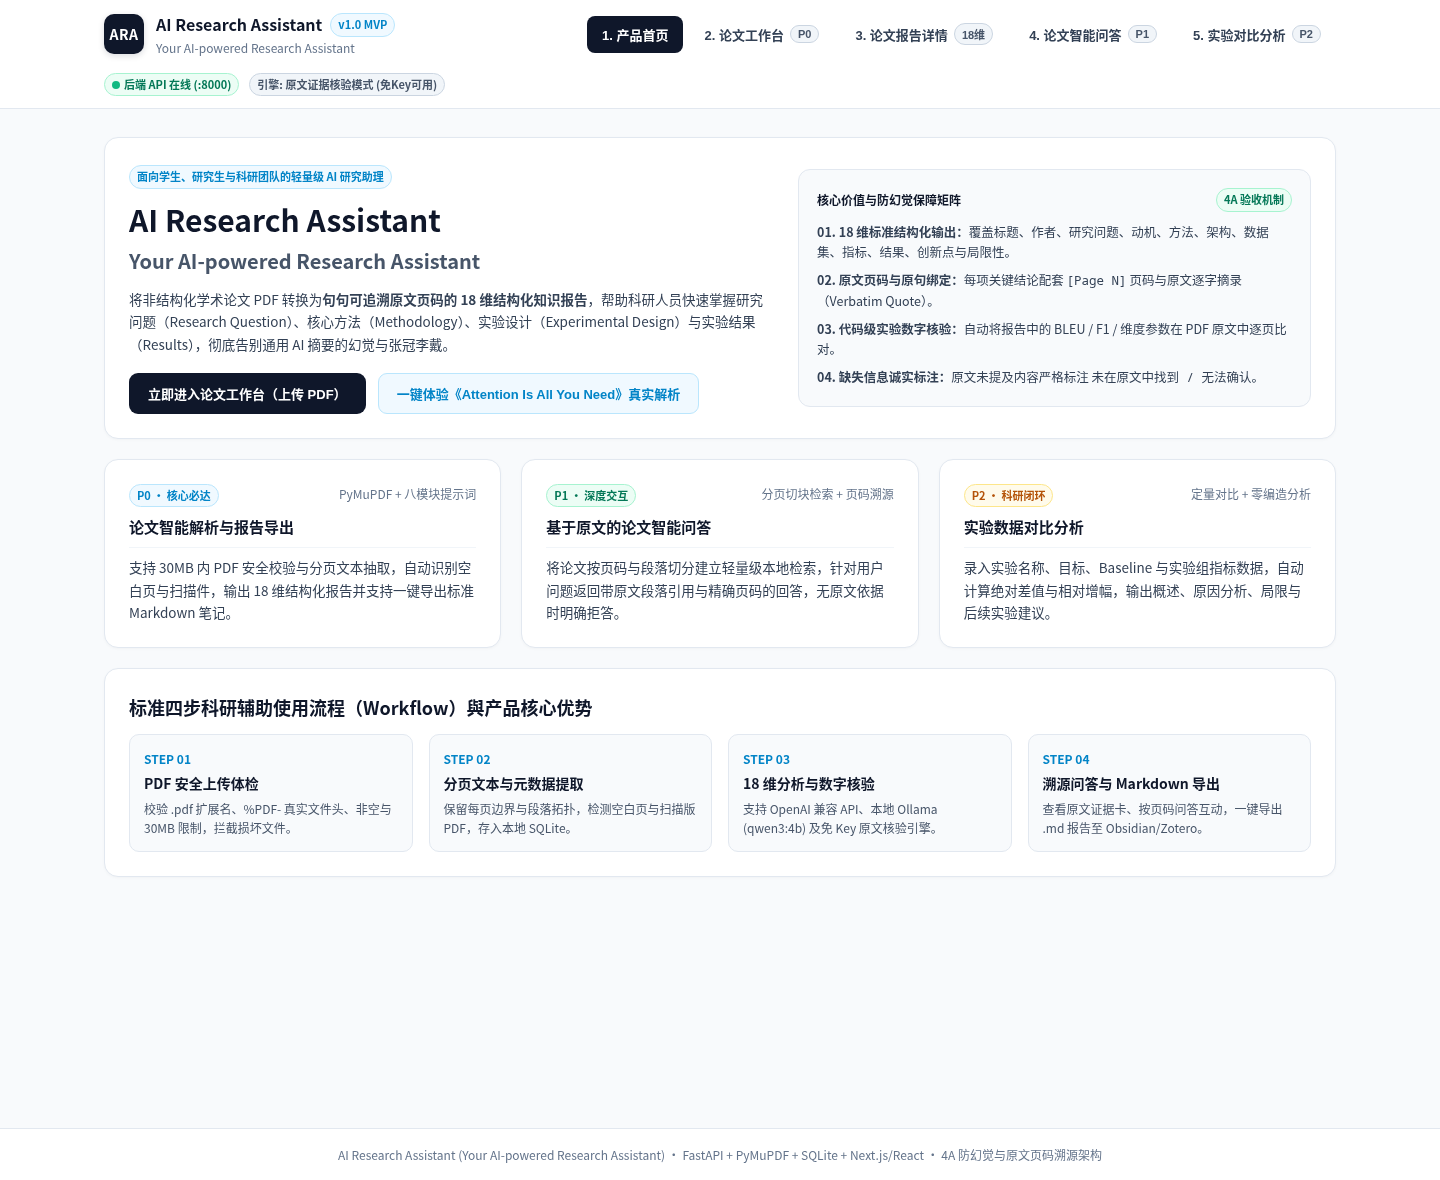 ARA
AI Research Assistant v1.0 MVP
Your AI-powered Research Assistant
1. 产品首页
2. 论文工作台 P0
3. 论文报告详情 18维
4. 论文智能问答 P1
5. 实验对比分析 P2
后端 API 在线 (:8000)
引擎: 原文证据核验模式 (免Key可用)
面向学生、研究生与科研团队的轻量级 AI 研究助理
AI Research Assistant
Your AI-powered Research Assistant
将非结构化学术论文 PDF 转换为句句可追溯原文页码的 18 维结构化知识报告，帮助科研人员快速掌握研究
问题（Research Question）、核心方法（Methodology）、实验设计（Experimental Design）与实验结果
（Results），彻底告别通用 AI 摘要的幻觉与张冠李戴。
立即进入论文工作台（上传 PDF）
一键体验《Attention Is All You Need》真实解析
核心价值与防幻觉保障矩阵
4A 验收机制
01. 18 维标准结构化输出：覆盖标题、作者、研究问题、动机、方法、架构、数据
集、指标、结果、创新点与局限性。
02. 原文页码与原句绑定：每项关键结论配套 [Page N] 页码与原文逐字摘录
（Verbatim Quote）。
03. 代码级实验数字核验：自动将报告中的 BLEU / F1 / 维度参数在 PDF 原文中逐页比
对。
04. 缺失信息诚实标注：原文未提及内容严格标注 未在原文中找到 / 无法确认。
P0 · 核心必达
PyMuPDF + 八模块提示词
论文智能解析与报告导出
支持 30MB 内 PDF 安全校验与分页文本抽取，自动识别空
白页与扫描件，输出 18 维结构化报告并支持一键导出标准
Markdown 笔记。
P1 · 深度交互
分页切块检索 + 页码溯源
基于原文的论文智能问答
将论文按页码与段落切分建立轻量级本地检索，针对用户
问题返回带原文段落引用与精确页码的回答，无原文依据
时明确拒答。
P2 · 科研闭环
定量对比 + 零编造分析
实验数据对比分析
录入实验名称、目标、Baseline 与实验组指标数据，自动
计算绝对差值与相对增幅，输出概述、原因分析、局限与
后续实验建议。
标准四步科研辅助使用流程（Workflow）與产品核心优势
STEP 01
PDF 安全上传体检
校验 .pdf 扩展名、%PDF- 真实文件头、非空与
30MB 限制，拦截损坏文件。
STEP 02
分页文本与元数据提取
保留每页边界与段落拓扑，检测空白页与扫描版
PDF，存入本地 SQLite。
STEP 03
18 维分析与数字核验
支持 OpenAI 兼容 API、本地 Ollama
(qwen3:4b) 及免 Key 原文核验引擎。
STEP 04
溯源问答与 Markdown 导出
查看原文证据卡、按页码问答互动，一键导出
.md 报告至 Obsidian/Zotero。
AI Research Assistant (Your AI-powered Research Assistant) · FastAPI + PyMuPDF + SQLite + Next.js/React · 4A 防幻觉与原文页码溯源架构